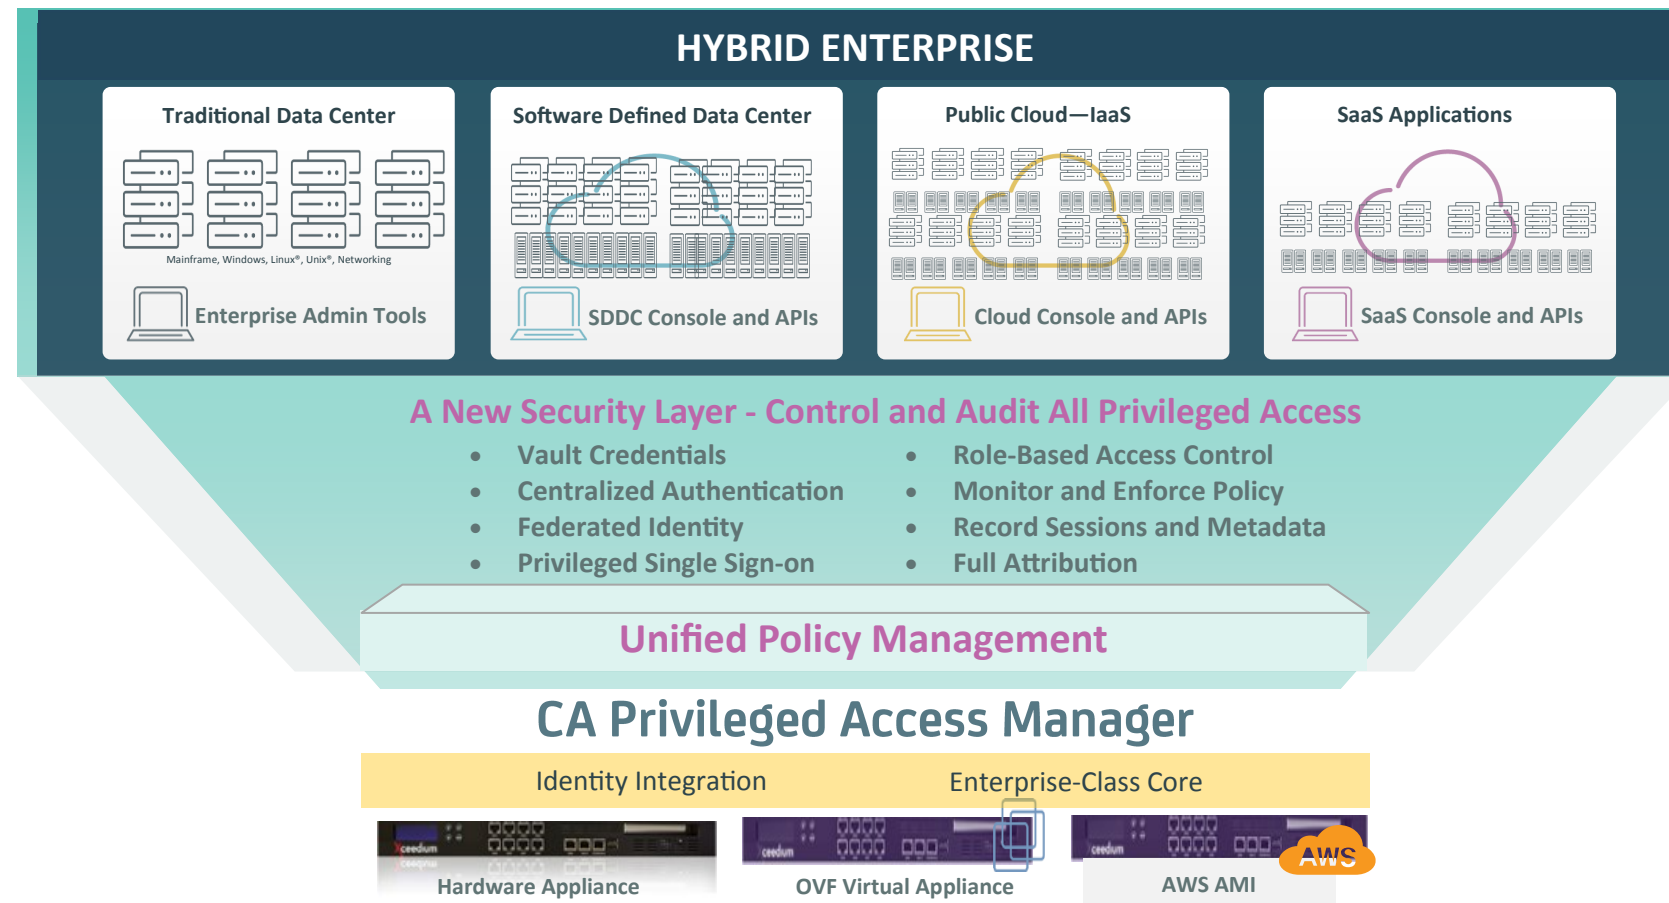 HYBRID ENTERPRISE
Traditional Data Center
Mainframe, Windows, Linux®, Unix®, Networking
Enterprise Admin Tools
Software Defined Data Center
SDDC Console and APIs
Public Cloud—IaaS
Cloud Console and APIs
SaaS Applications
SaaS Console and APIs
A New Security Layer - Control and Audit All Privileged Access
• Vault Credentials
• Centralized Authentication
• Federated Identity
• Privileged Single Sign-on
• Role-Based Access Control
• Monitor and Enforce Policy
• Record Sessions and Metadata
• Full Attribution
Unified Policy Management
CA Privileged Access Manager
Identity Integration
Enterprise-Class Core
Xceedium
Hardware Appliance
ceedium
OVF Virtual Appliance
ceedium
AWS
AWS AMI